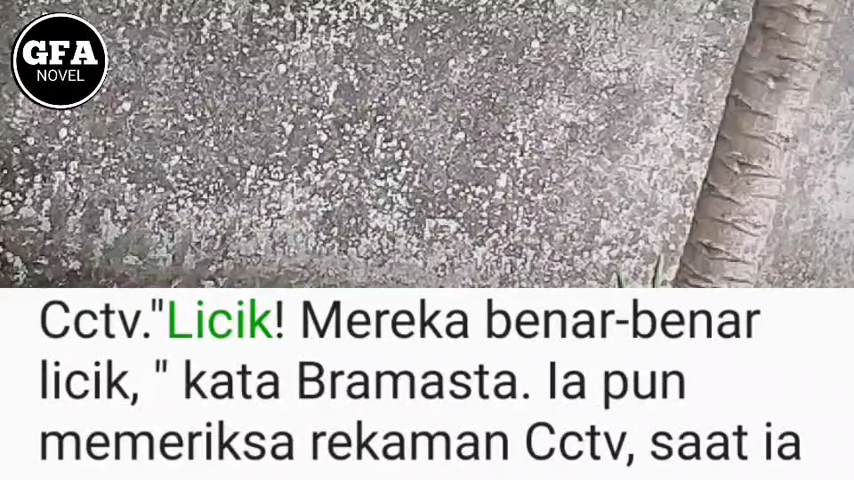 GFA
NOVEL
Cctv."Licik! Mereka benar-benar
licik, " kata Bramasta. Ia pun
memeriksa rekaman Cctv, saat ia